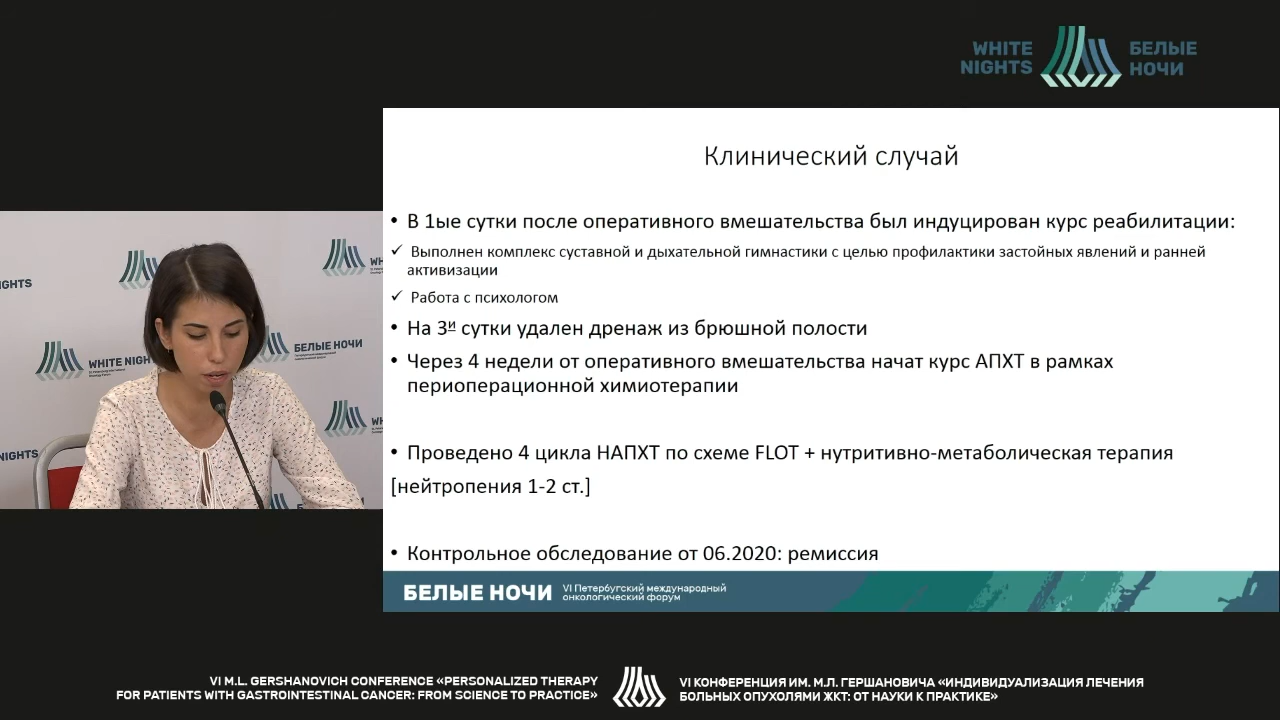 WHITE
NIGHTS
БЕЛЫЕ
НОЧИ
Клинический случай
• В 1ые сутки после оперативного вмешательства был индуцирован курс реабилитации:
✓ Выполнен комплекс суставной и дыхательной гимнастики с целью профилактики застойных явлений и ранней
активизации
✓ Работа с психологом
• На 3и сутки удален дренаж из брюшной полости
• Через 4 недели от оперативного вмешательства начат курс АПХТ в рамках
периоперационной химиотерапии
• Проведено 4 цикла НАПХТ по схеме FLOT + нутритивно-метаболическая терапия
[нейтропения 1-2 ст.]
• Контрольное обследование от 06.2020: ремиссия
БЕЛЫЕ НОЧИ
VI Петербургский международный
онкологический форум
WHITE NIGH
БЕЛЫЕ НОЧИ
NIGHTS
VI M.L. GERSHANOVICH CONFERENCE «PERSONALIZED THERAPY
FOR PATIENTS WITH GASTROINTESTINAL CANCER: FROM SCIENCE TO PRACTICE»
VI КОНФЕРЕНЦИЯ ИМ. М.Л. ГЕРШАНОВИЧА «ИНДИВИДУАЛИЗАЦИЯ ЛЕЧЕНИЯ
БОЛЬНЫХ ОПУХОЛЯМИ ЖКТ: ОТ НАУКИ К ПРАКТИКЕ»